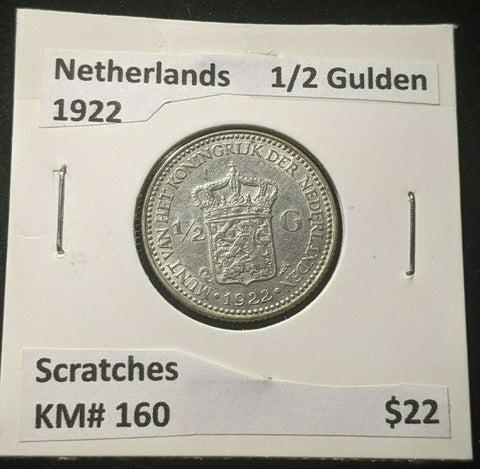 Netherlands 1/2 Gulden
1922
MUNT VAN HET KONINGRIJK DER NEDERLANDEN
1/2 G
1922
Scratches
KM# 160 $22